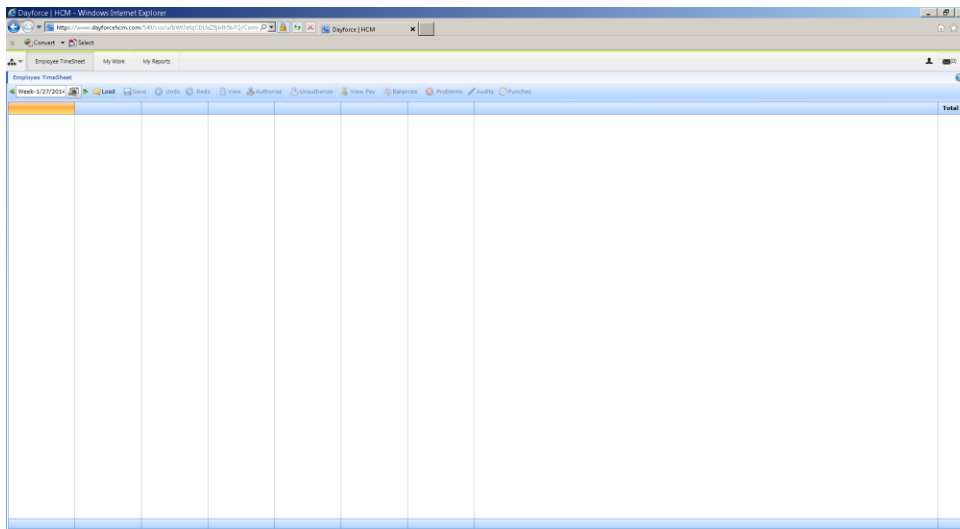 Dayforce | HCM - Windows Internet Explorer
Dayforce | HCM
Convert Select
Employee TimeSheet My Work My Reports
Employee TimeSheet
Week-1/27/2014 Load Save Undo Redo View Authorize Unauthorize View Pay Balances Problems Audits Punches
Total